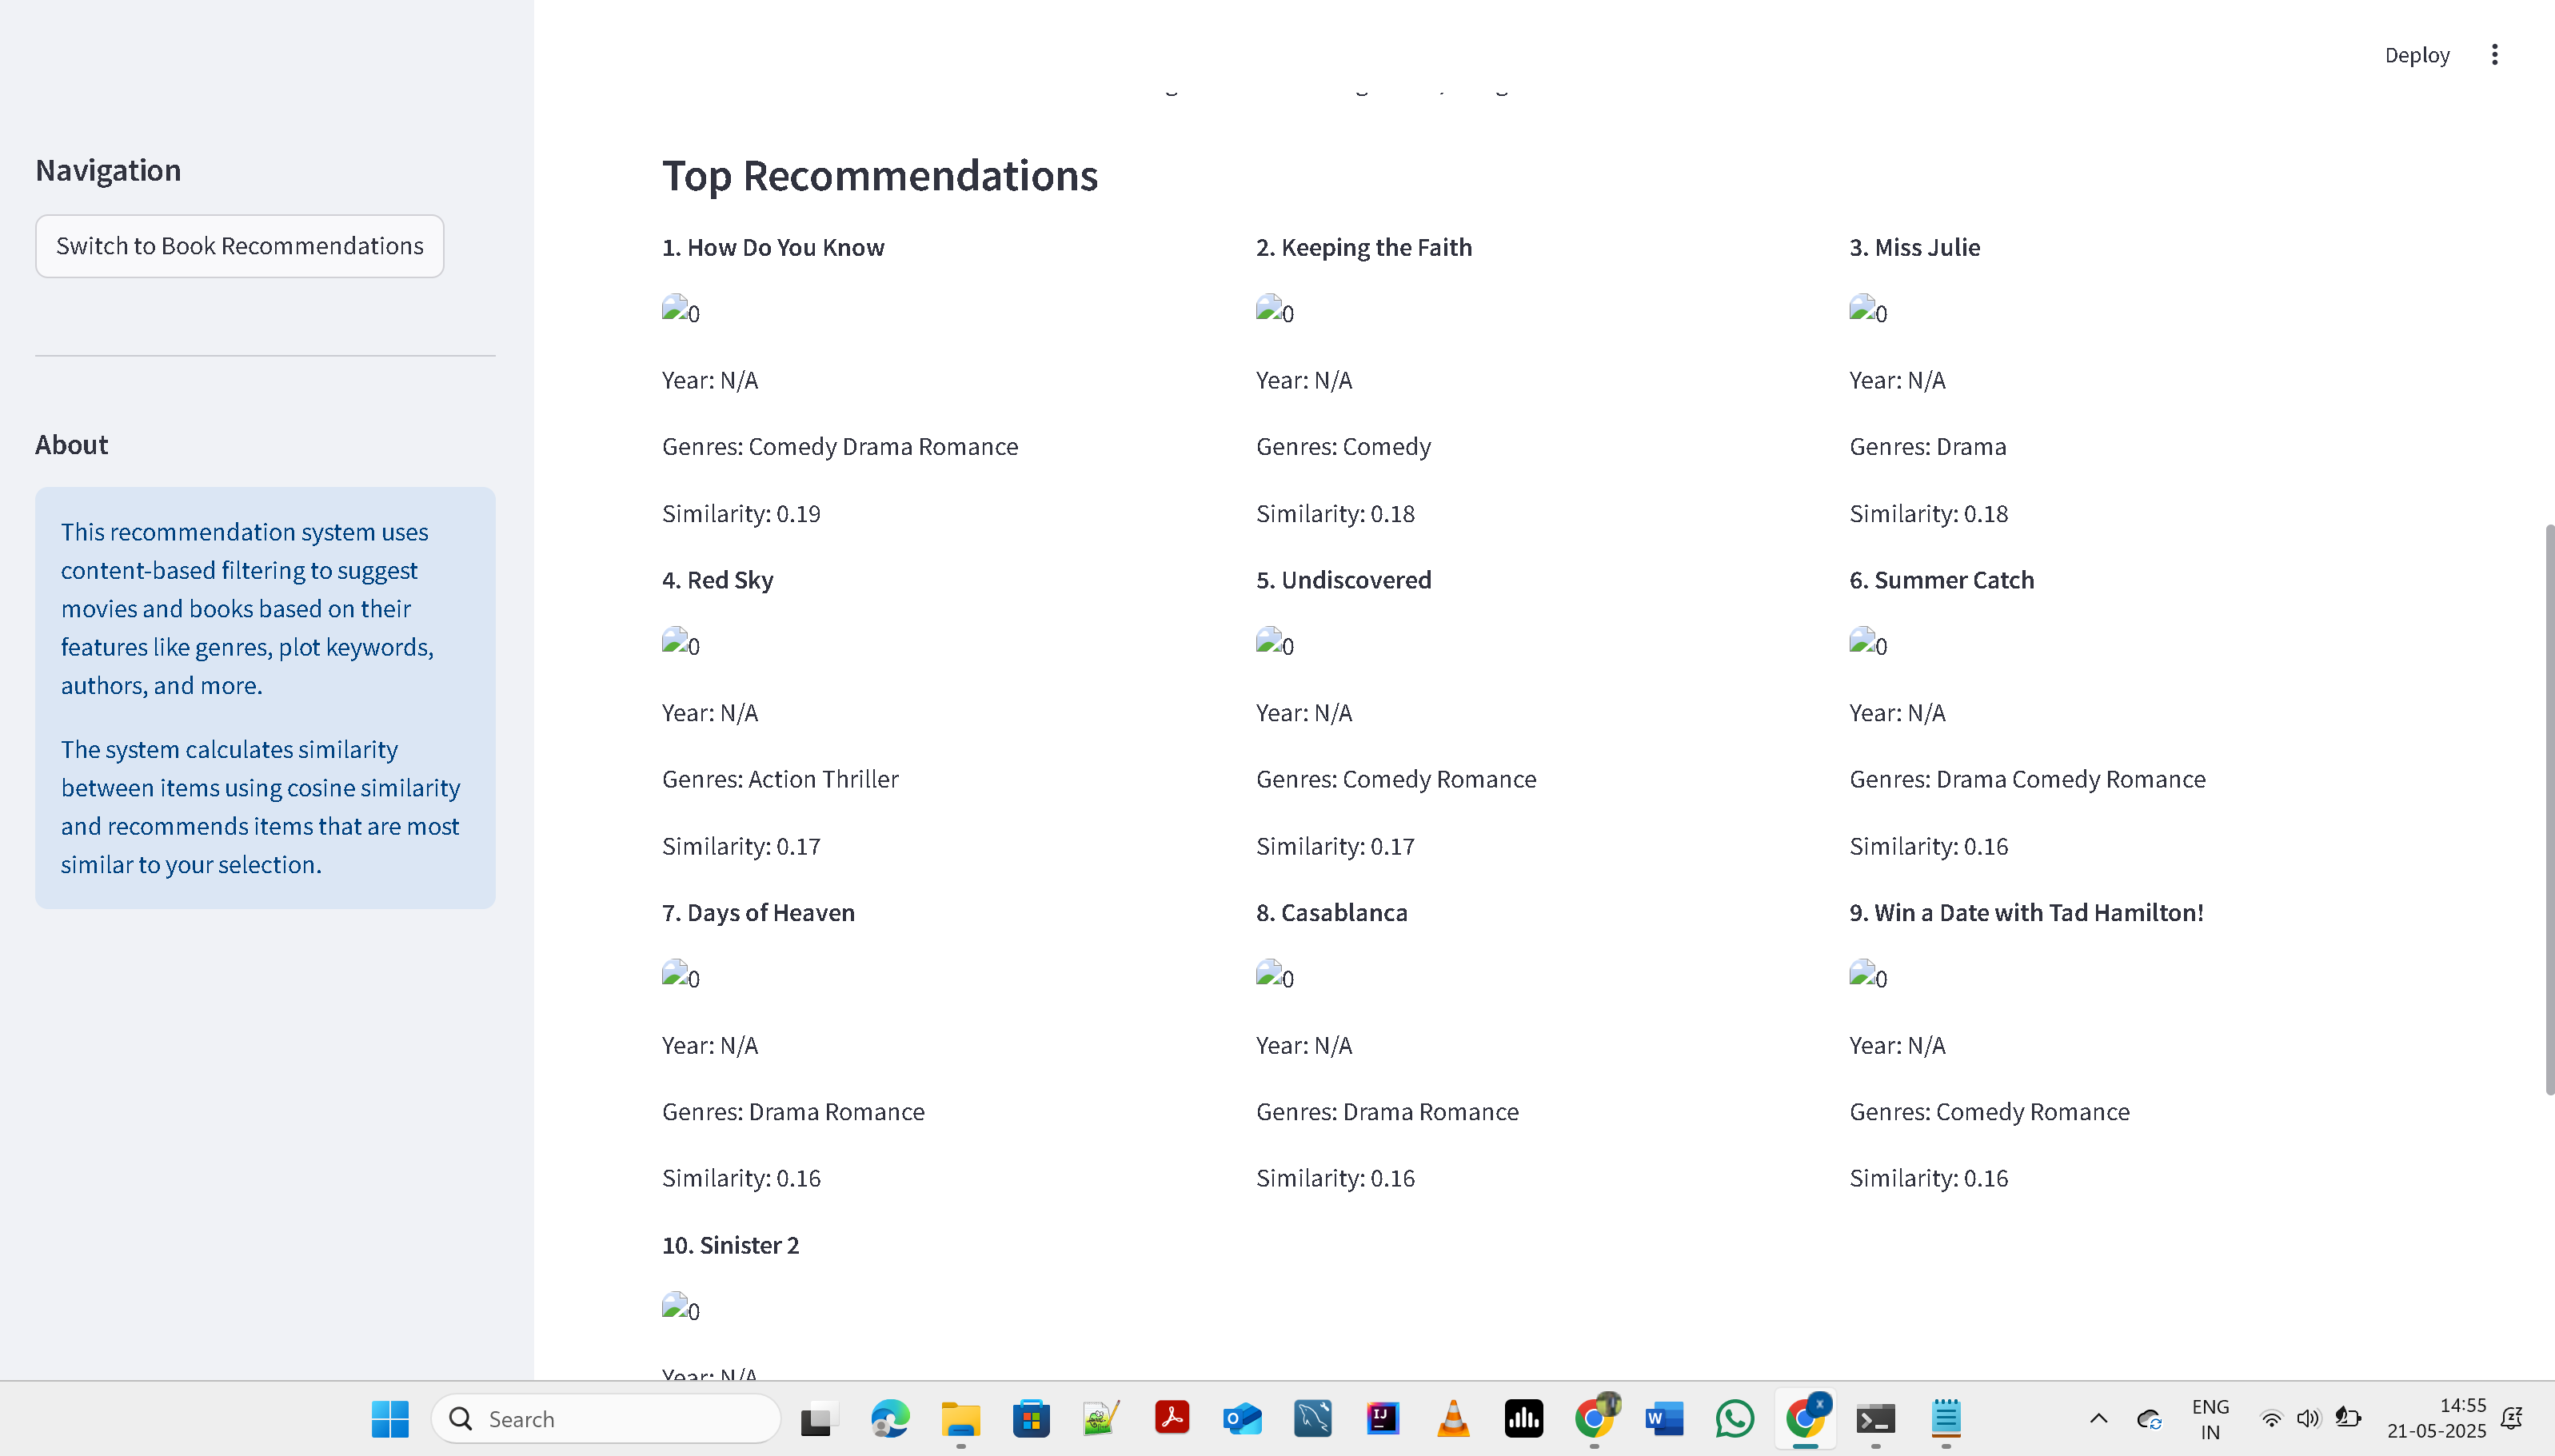 Deploy
Navigation
Switch to Book Recommendations
About
This recommendation system uses
content-based filtering to suggest
movies and books based on their
features like genres, plot keywords,
authors, and more.
The system calculates similarity
between items using cosine similarity
and recommends items that are most
similar to your selection.
Top Recommendations
1. How Do You Know
0
Year: N/A
Genres: Comedy Drama Romance
Similarity: 0.19
2. Keeping the Faith
0
Year: N/A
Genres: Comedy
Similarity: 0.18
3. Miss Julie
0
Year: N/A
Genres: Drama
Similarity: 0.18
4. Red Sky
0
Year: N/A
Genres: Action Thriller
Similarity: 0.17
5. Undiscovered
0
Year: N/A
Genres: Comedy Romance
Similarity: 0.17
6. Summer Catch
0
Year: N/A
Genres: Drama Comedy Romance
Similarity: 0.16
7. Days of Heaven
0
Year: N/A
Genres: Drama Romance
Similarity: 0.16
8. Casablanca
0
Year: N/A
Genres: Drama Romance
Similarity: 0.16
9. Win a Date with Tad Hamilton!
0
Year: N/A
Genres: Comedy Romance
Similarity: 0.16
10. Sinister 2
0
Year: N/A
Search
ENG
IN
14:55
21-05-2025